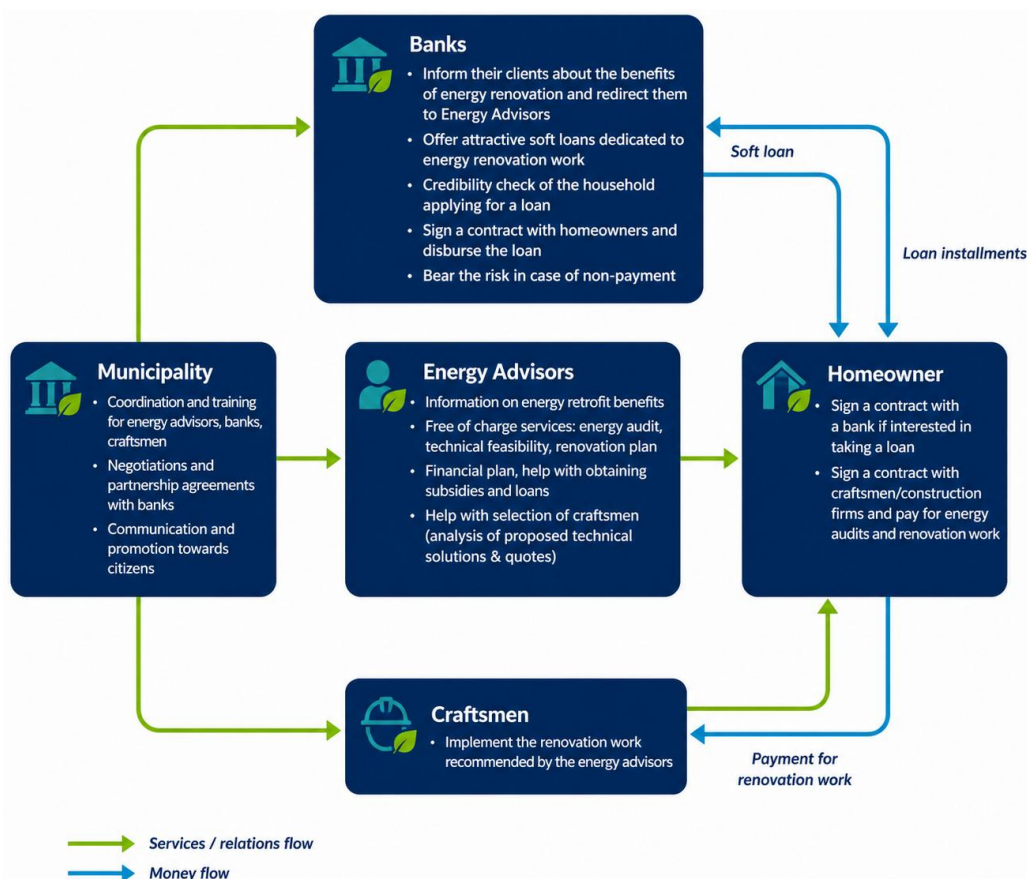 Banks
• Inform their clients about the benefits
of energy renovation and redirect them
to Energy Advisors
• Offer attractive soft loans dedicated to
energy renovation work
• Credibility check of the household
applying for a loan
• Sign a contract with homeowners and
disburse the loan
• Bear the risk in case of non-payment
Soft loan
Loan installments
Municipality
• Coordination and training
for energy advisors, banks,
craftsmen
• Negotiations and
partnership agreements
with banks
• Communication and
promotion towards
citizens
Energy Advisors
• Information on energy retrofit benefits
• Free of charge services: energy audit,
technical feasibility, renovation plan
• Financial plan, help with obtaining
subsidies and loans
• Help with selection of craftsmen
(analysis of proposed technical
solutions & quotes)
Homeowner
• Sign a contract with
a bank if interested in
taking a loan
• Sign a contract with
craftsmen/construction
firms and pay for energy
audits and renovation work
Craftsmen
• Implement the renovation work
recommended by the energy advisors
Payment for
renovation work
Services / relations flow
Money flow